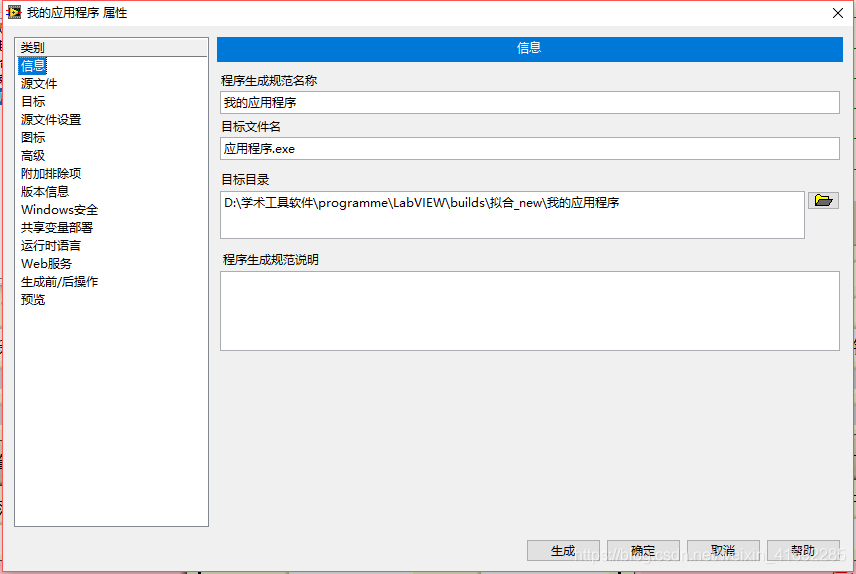 我的应用程序 属性
类别
信息
源文件
目标
源文件设置
图标
高级
附加排除项
版本信息
Windows安全
共享变量部署
运行时语言
Web服务
生成前/后操作
预览
信息
程序生成规范名称
我的应用程序
目标文件名
应用程序.exe
目标目录
D:\学术工具软件\programme\LabVIEW\builds\拟合_new\我的应用程序
程序生成规范说明
生成
确定
取消
帮助